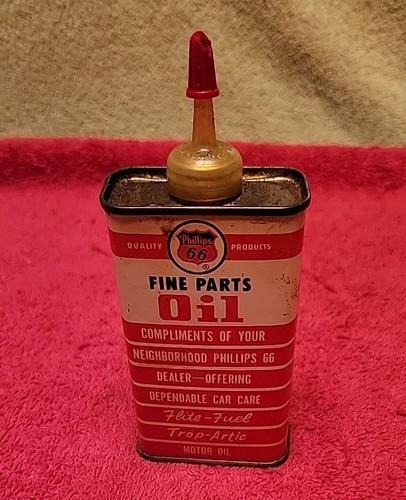 QUALITY Phillips PRODUCTS
66
®
FINE PARTS
Oil
COMPLIMENTS OF YOUR
NEIGHBORHOOD PHILLIPS 66
DEALER—OFFERING
DEPENDABLE CAR CARE
Flite-Fuel
Trop-Artic
MOTOR OIL